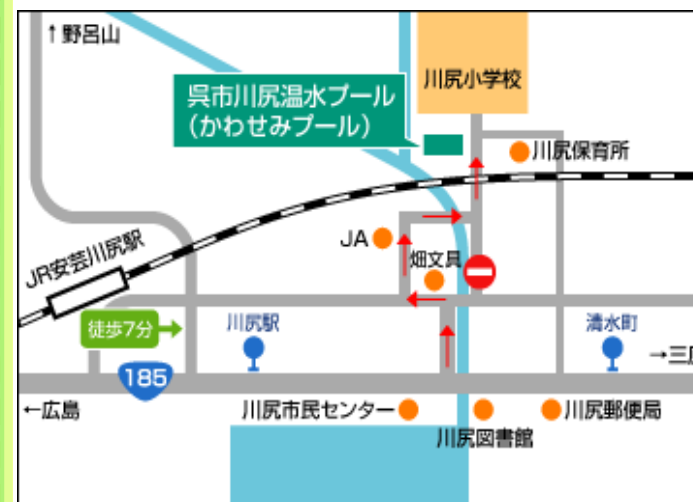 ↑野呂山
川尻小学校
呉市川尻温水プール
（かわせみプール）
川尻保育所
JR安芸川尻駅
JA
畑文具
徒歩7分
川尻駅
清水町
185
→三
←広島
川尻市民センター
川尻郵便局
川尻図書館